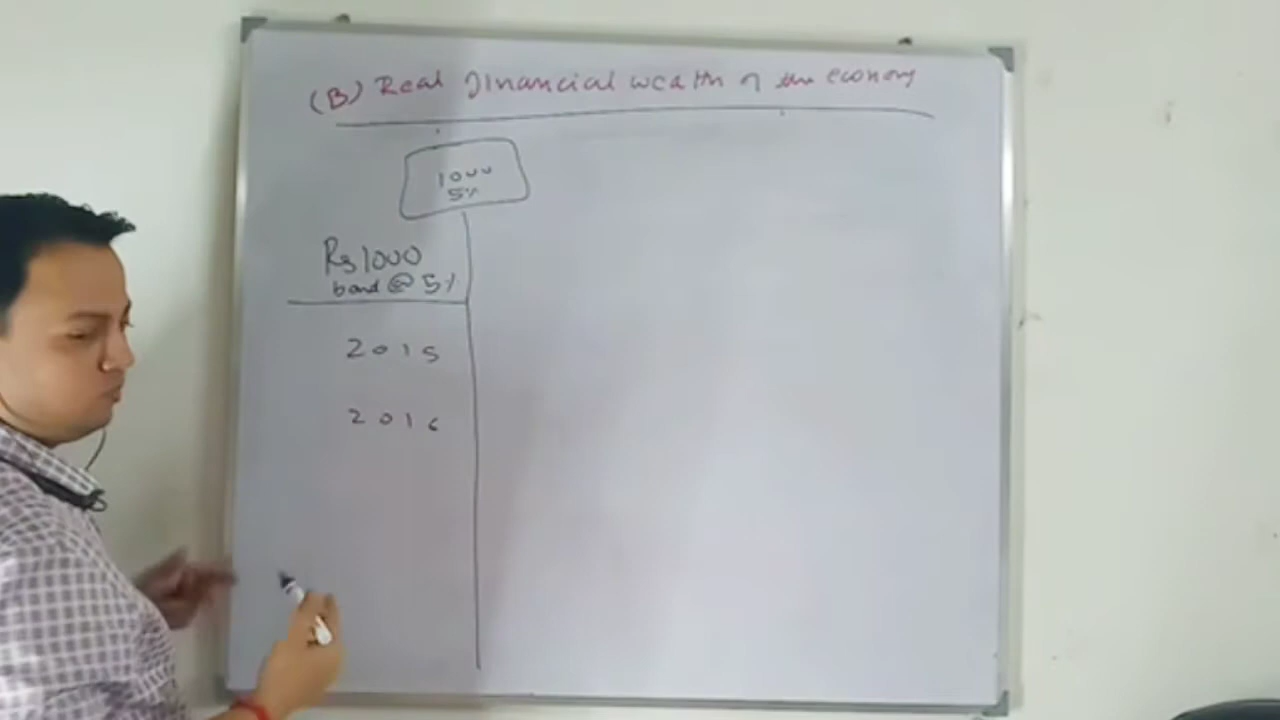 (B) Real Financial wealth of the economy
1000
5%
Rs 1000
bond @ 5%
2015
2016